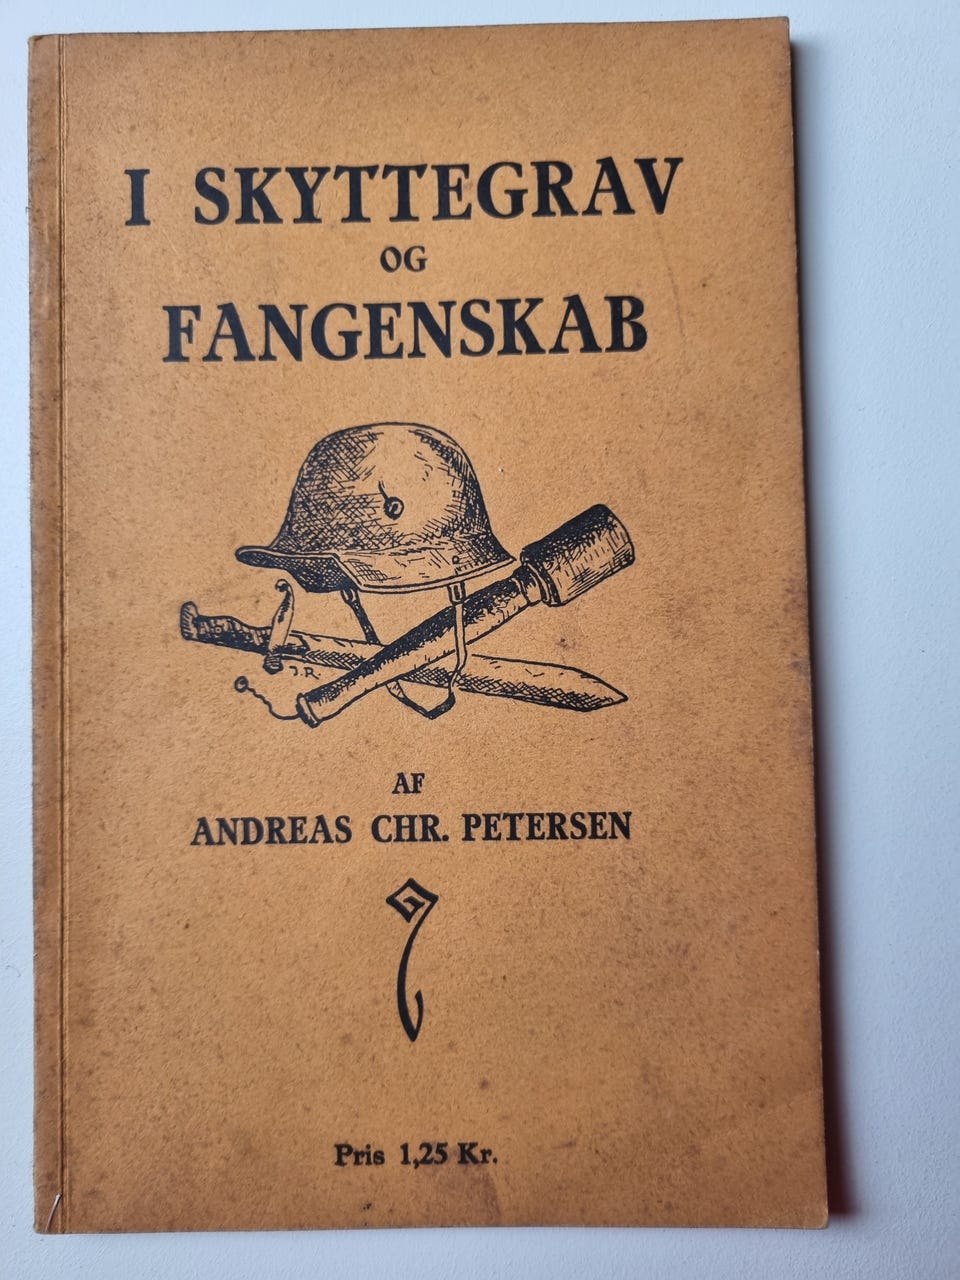 I SKYTTEGRAV
OG
FANGENSKAB
J.R.
AF
ANDREAS CHR. PETERSEN
Pris 1,25 Kr.